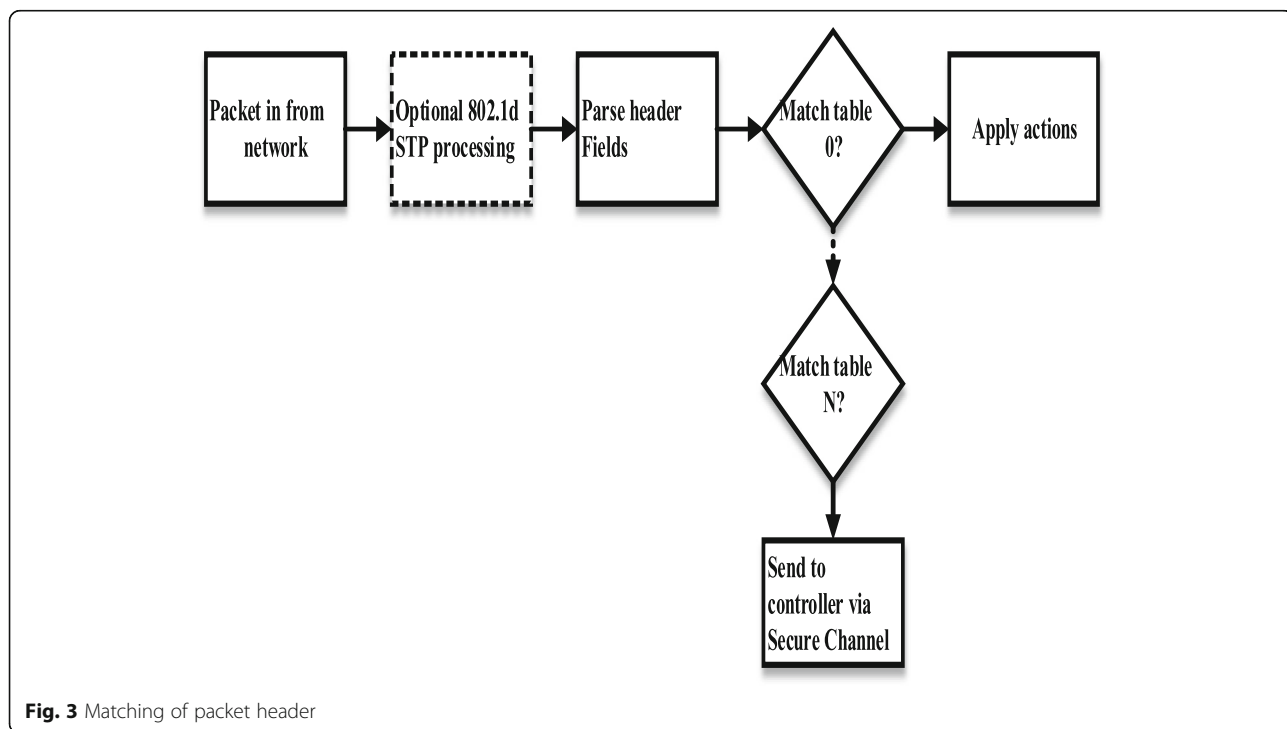 Packet in from
network
Optional 802.1d
STP processing
Parse header
Fields
Match table
0?
Apply actions
Match table
N?
Send to
controller via
Secure Channel
Fig. 3 Matching of packet header